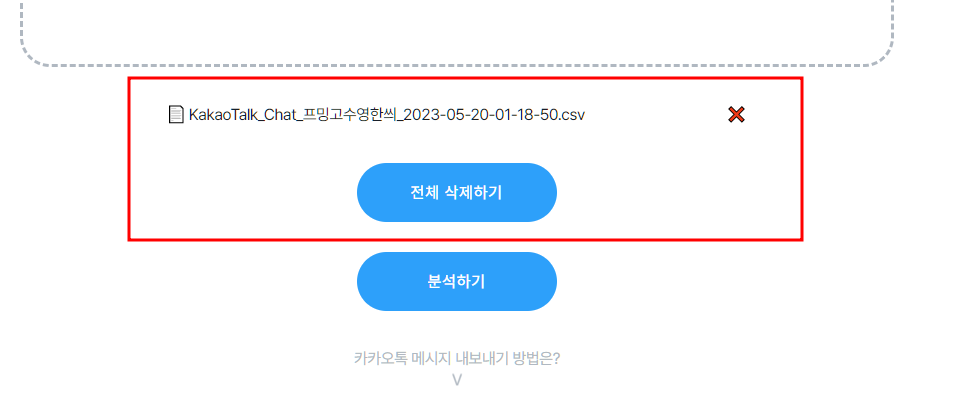 KakaoTalk_Chat_프밍고수영한씩_2023-05-20-01-18-50.csv
전체 삭제하기
분석하기
카카오톡 메시지 내보내기 방법은?